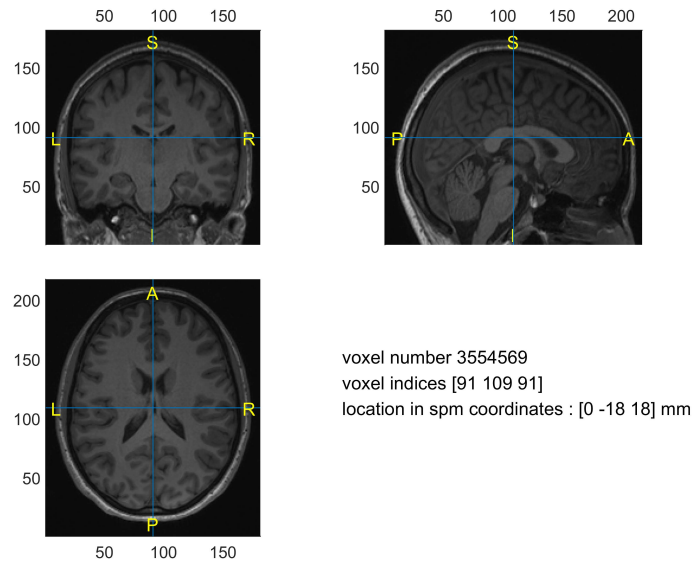 50 100 150
50 100 150 200
S
S
150
150
100
100
L
R
P
A
50
50
I
I
200
A
150
voxel number 3554569
voxel indices [91 109 91]
L
R
location in spm coordinates : [0 -18 18] mm
100
50
P
50 100 150